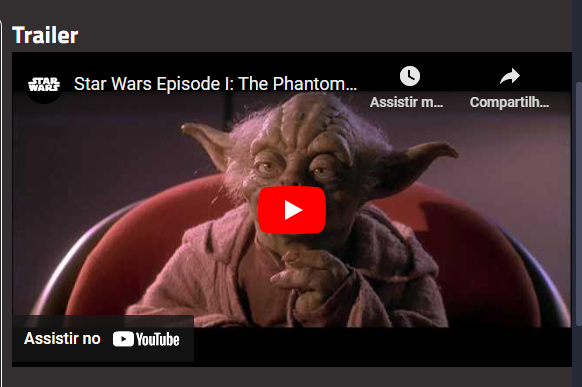 Trailer
STAR WARS
Star Wars Episode I: The Phantom...
Assistir m...
Compartilh...
Assistir no YouTube